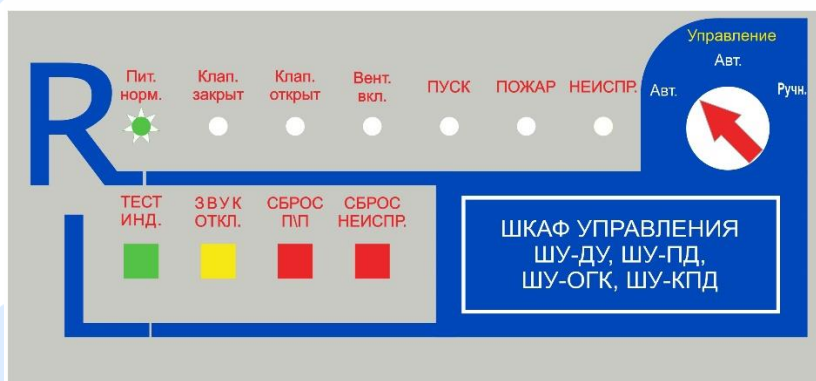 Управление
Авт.
Авт.
Ручн.
R
Пит. норм.
Клап. закрыт
Клап. открыт
Вент. вкл.
ПУСК
ПОЖАР
НЕИСПР.
ТЕСТ ИНД.
ЗВУК ОТКЛ.
СБРОС П\П
СБРОС НЕИСПР.
ШКАФ УПРАВЛЕНИЯ
ШУ-ДУ, ШУ-ПД,
ШУ-ОГК, ШУ-КПД